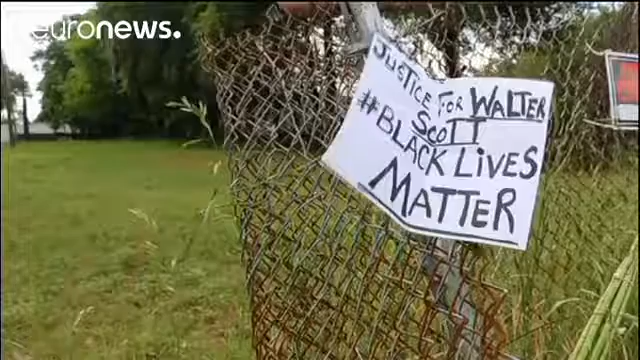 euronews.
JUSTICE FOR WALTER
SCOTT
#BLACK LIVES
MATTER